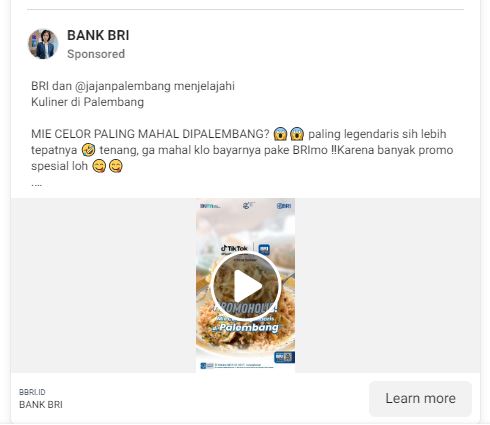 BANK BRI
Sponsored
BRI dan @jajanpalembang menjelajahi
Kuliner di Palembang
MIE CELOR PALING MAHAL DIPALEMBANG? 😱😱 paling legendaris sih lebih
tepatnya 🤣 tenang, ga mahal klo bayarnya pake BRImo ‼️Karena banyak promo
spesial loh 😋😋
....
BRI
TikTok
Palembang
BBRI.ID
BANK BRI
Learn more